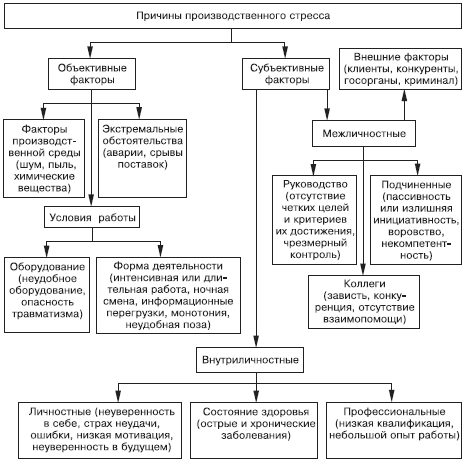 Причины производственного стресса
Объективные
факторы
Субъективные
факторы
Внешние факторы
(клиенты, конкуренты,
госорганы, криминал)
Факторы
производст-
венной среды
(шум, пыль,
химические
вещества)
Экстремальные
обстоятельства
(аварии, срывы
поставок)
Межличностные
Руководство
(отсутствие
четких целей
и критериев
их достижения,
чрезмерный
контроль)
Подчиненные
(пассивность
или излишняя
инициативность,
воровство,
некомпетент-
ность)
Условия работы
Оборудование
(неудобное
оборудование,
опасность
травматизма)
Форма деятельности
(интенсивная или дли-
тельная работа, ночная
смена, информационные
перегрузки, монотония,
неудобная поза)
Коллеги
(зависть, конку-
ренция, отсутствие
взаимопомощи)
Внутриличностные
Личностные (неуверенность
в себе, страх неудачи,
ошибки, низкая мотивация,
неуверенность в будущем)
Состояние здоровья
(острые и хронические
заболевания)
Профессиональные
(низкая квалификация,
небольшой опыт работы)